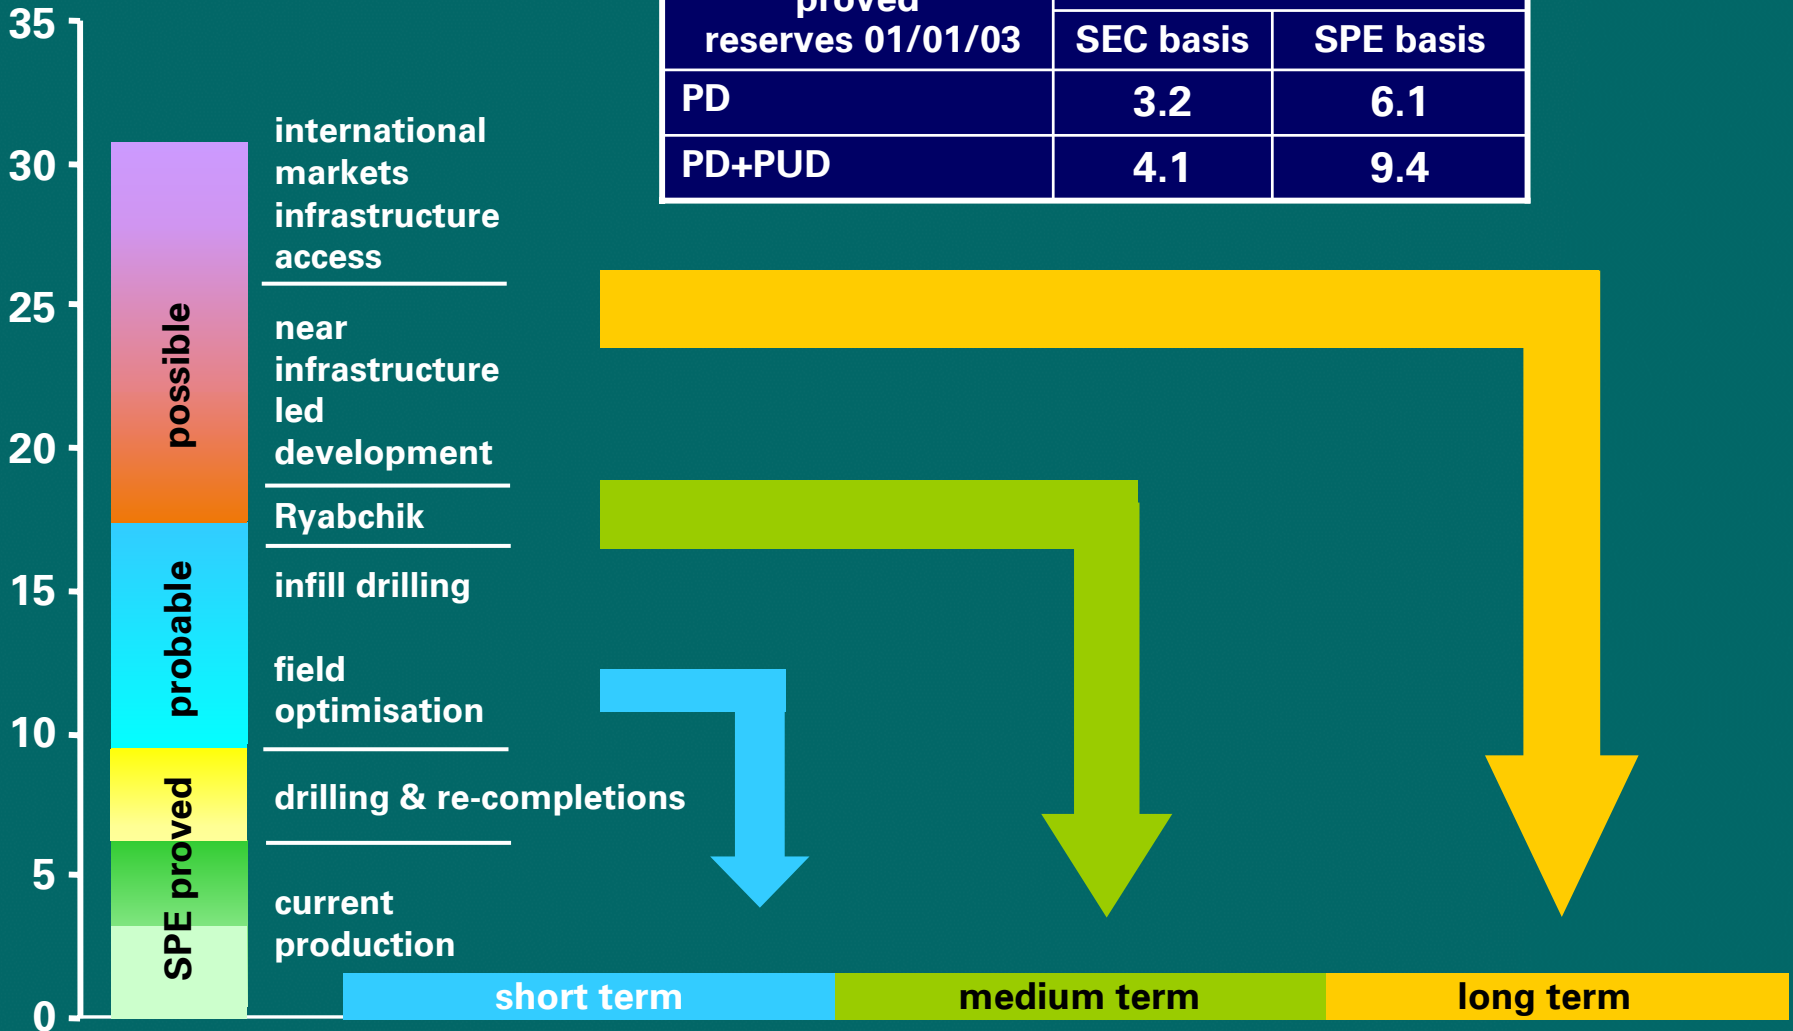 proved
reserves 01/01/03
SEC basis
SPE basis
PD
3.2
6.1
PD+PUD
4.1
9.4
35
30
25
20
15
10
5
0
possible
probable
SPE proved
international
markets
infrastructure
access
near
infrastructure
led
development
Ryabchik
infill drilling
field
optimisation
drilling & re-completions
current
production
short term
medium term
long term